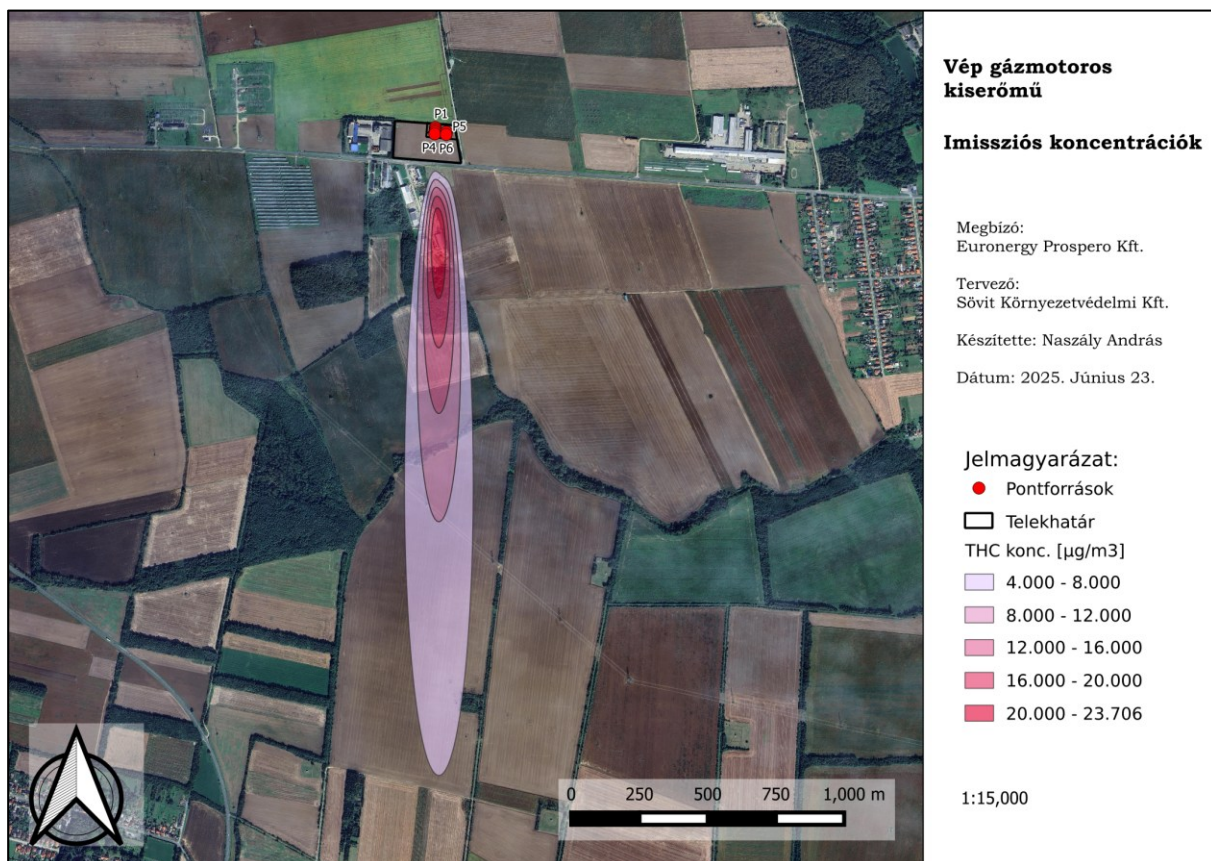 Vép gázmotoros
kiserőmű
Imissziós koncentrációk
Megbízó:
Euronergy Prospero Kft.
Tervező:
Sövit Környezetvédelmi Kft.
Készítette: Naszály András
Dátum: 2025. Június 23.
Jelmagyarázat:
Pontforrások
Telekhatár
THC konc. [µg/m3]
4.000 - 8.000
8.000 - 12.000
12.000 - 16.000
16.000 - 20.000
20.000 - 23.706
1:15,000
P1
P5
P4 P6
0 250 500 750 1,000 m